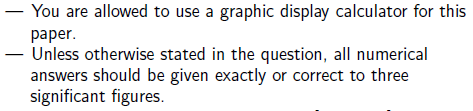 — You are allowed to use a graphic display calculator for this
paper.
— Unless otherwise stated in the question, all numerical
answers should be given exactly or correct to three
significant figures.